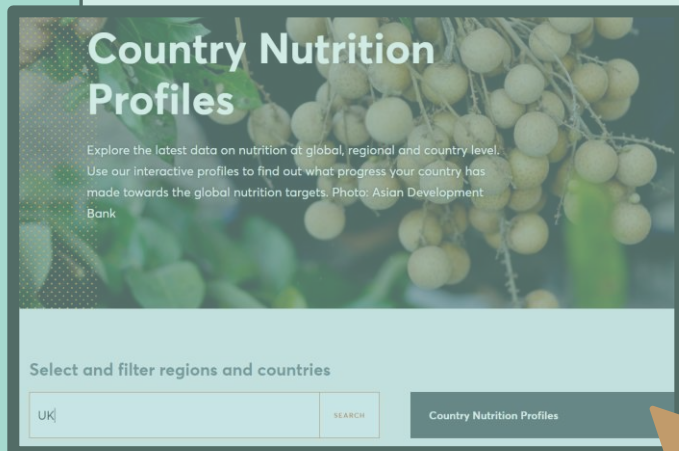 Country Nutrition
Profiles
Explore the latest data on nutrition at global, regional and country level.
Use our interactive profiles to find out what progress your country has
made towards the global nutrition targets. Photo: Asian Development
Bank
Select and filter regions and countries
UK
SEARCH
Country Nutrition Profiles